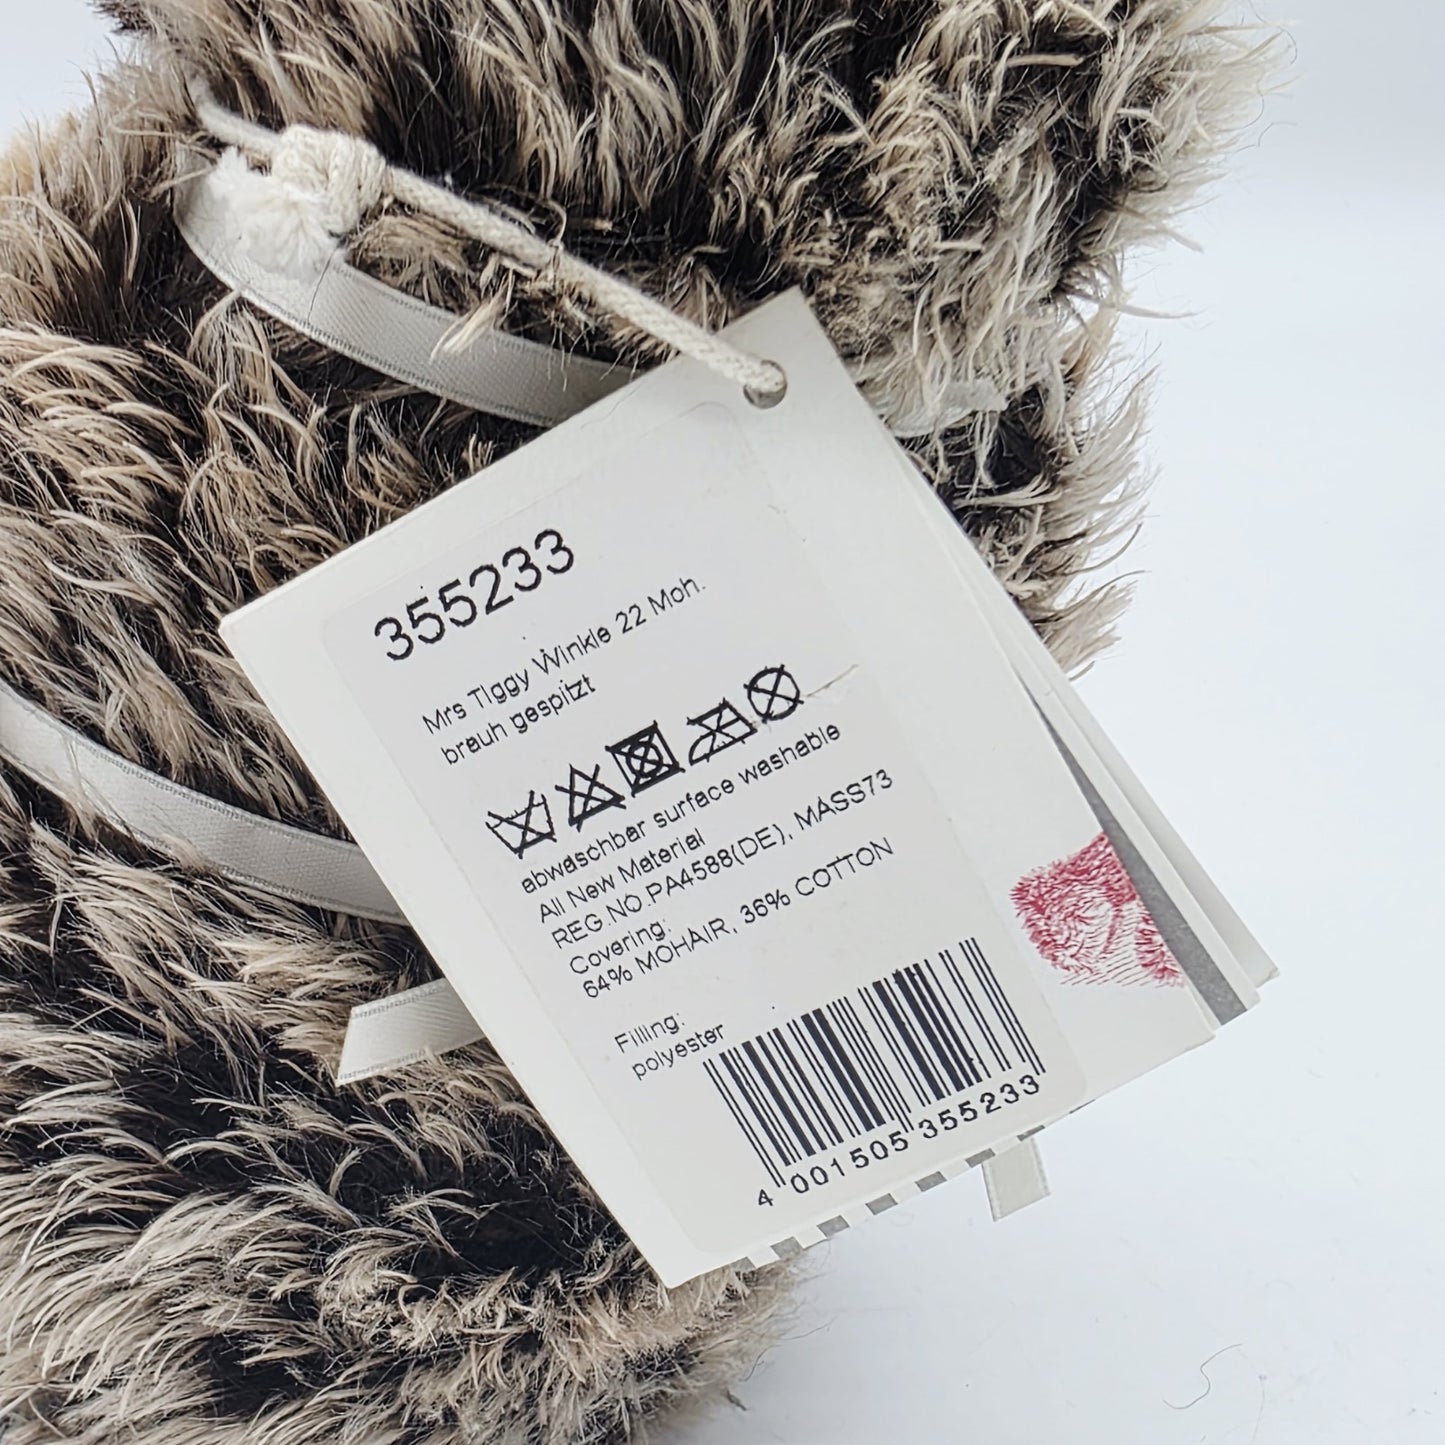 355233
Mrs Tiggy Winkle 22 Moh.
braun gespitzt
abwaschbar surface washable
All New Material
REG.NO.PA4588(DE), MASS73
Covering:
64% MOHAIR, 36% COTTON
Filling:
polyester
4 001505 355233